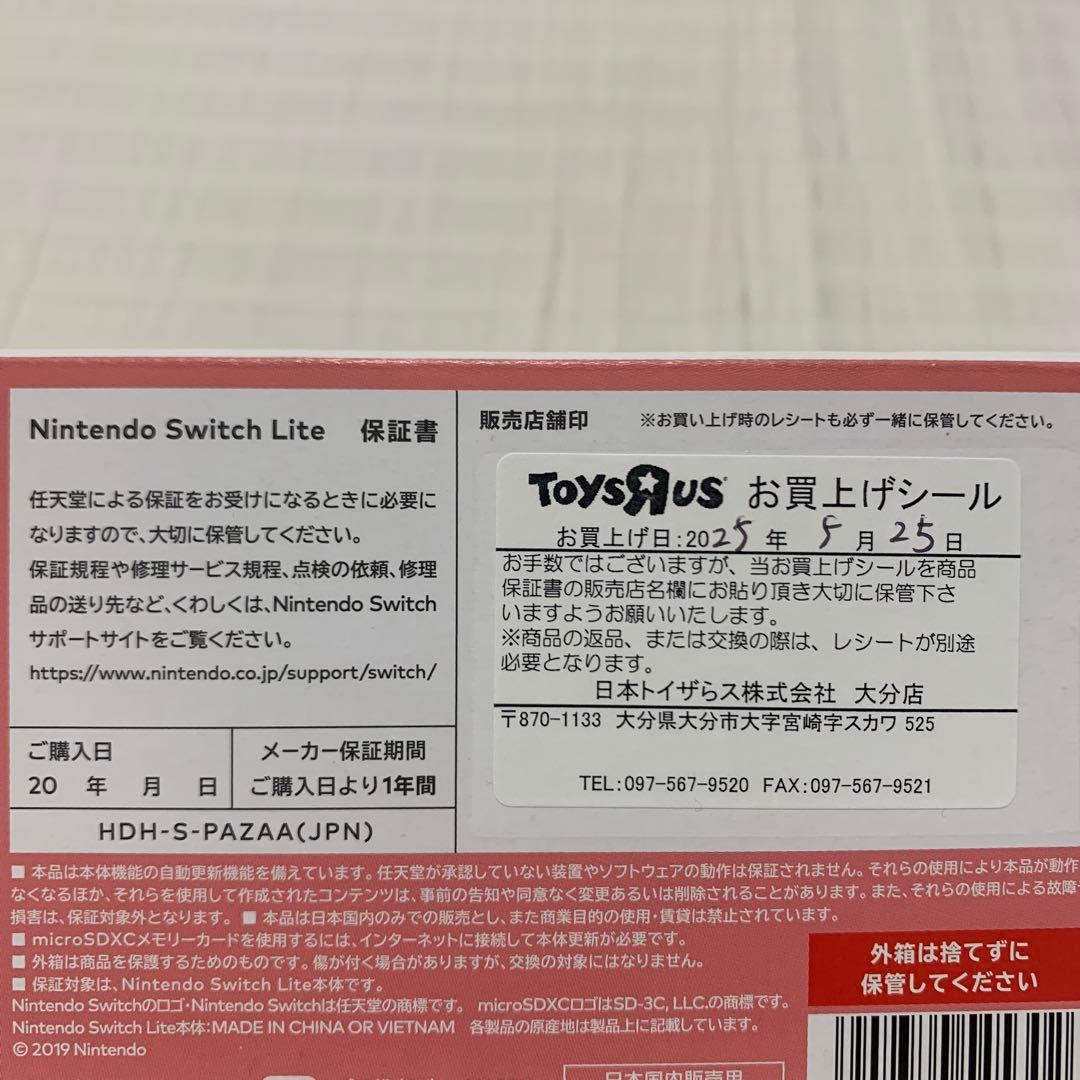 Nintendo Switch Lite 保証書
任天堂による保証をお受けになるときに必要に
なりますので、大切に保管してください。
保証規程や修理サービス規程、点検の依頼、修理
品の送り先など、くわしくは、Nintendo Switch
サポートサイトをご覧ください。
https://www.nintendo.co.jp/support/switch/
ご購入日
20 年 月 日
メーカー保証期間
ご購入日より1年間
HDH-S-PAZAA(JPN)
販売店舗印 ※お買い上げ時のレシートも必ず一緒に保管してください。
TOYSRUS お買上げシール
お買上げ日:2025年 5月 25日
お手数ではございますが、当お買上げシールを商品
保証書の販売店名欄にお貼り頂き大切に保管下さ
いますようお願いいたします。
※商品の返品、または交換の際は、レシートが別途
必要となります。
日本トイザらス株式会社 大分店
〒870-1133 大分県大分市大字宮崎字スカワ 525
TEL:097-567-9520 FAX:097-567-9521
■ 本品は本体機能の自動更新機能を備えています。任天堂が承認していない装置やソフトウェアの動作は保証されません。それらの使用により本品が動作
なくなるほか、それらを使用して作成されたコンテンツは、事前の告知や同意なく変更あるいは削除されることがあります。また、それらの使用による故障
損害は、保証対象外となります。 ■ 本品は日本国内のみでの販売とし、また商業目的の使用・賃貸は禁止されています。
■ microSDXCメモリーカードを使用するには、インターネットに接続して本体更新が必要です。
■ 外箱は商品を保護するためのものです。傷が付く場合がありますが、交換の対象にはなりません。
■ 保証対象は、Nintendo Switch Lite本体です。
Nintendo Switchのロゴ・Nintendo Switchは任天堂の商標です。 microSDXCロゴはSD-3C, LLC.の商標です。
Nintendo Switch Lite本体:MADE IN CHINA OR VIETNAM 各製品の原産地は製品上に記載しています。
© 2019 Nintendo
外箱は捨てずに
保管してください
日本国内販売用